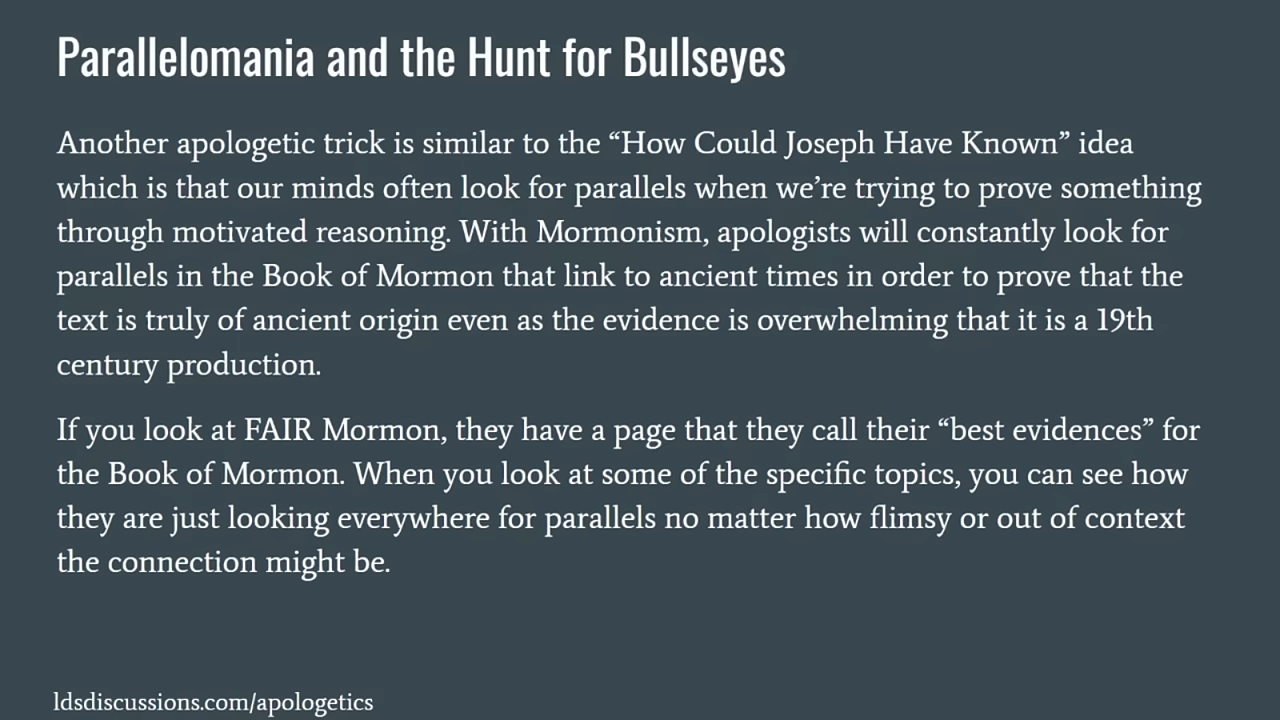 Parallelomania and the Hunt for Bullseyes
Another apologetic trick is similar to the “How Could Joseph Have Known” idea
which is that our minds often look for parallels when we’re trying to prove something
through motivated reasoning. With Mormonism, apologists will constantly look for
parallels in the Book of Mormon that link to ancient times in order to prove that the
text is truly of ancient origin even as the evidence is overwhelming that it is a 19th
century production.
If you look at FAIR Mormon, they have a page that they call their “best evidences” for
the Book of Mormon. When you look at some of the specific topics, you can see how
they are just looking everywhere for parallels no matter how flimsy or out of context
the connection might be.
ldsdiscussions.com/apologetics